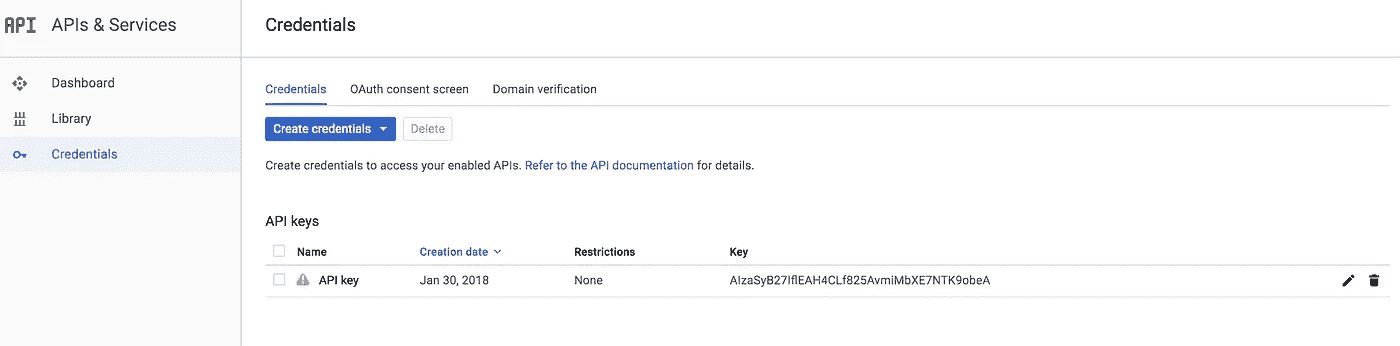 API APIs & Services
Credentials
Dashboard
Library
Credentials
Credentials OAuth consent screen Domain verification
Create credentials Delete
Create credentials to access your enabled APIs. Refer to the API documentation for details.
API keys
Name Creation date Restrictions Key
API key Jan 30, 2018 None AIzaSyB27IflEAH4CLf825AvmiMbXE7NTK9obeA